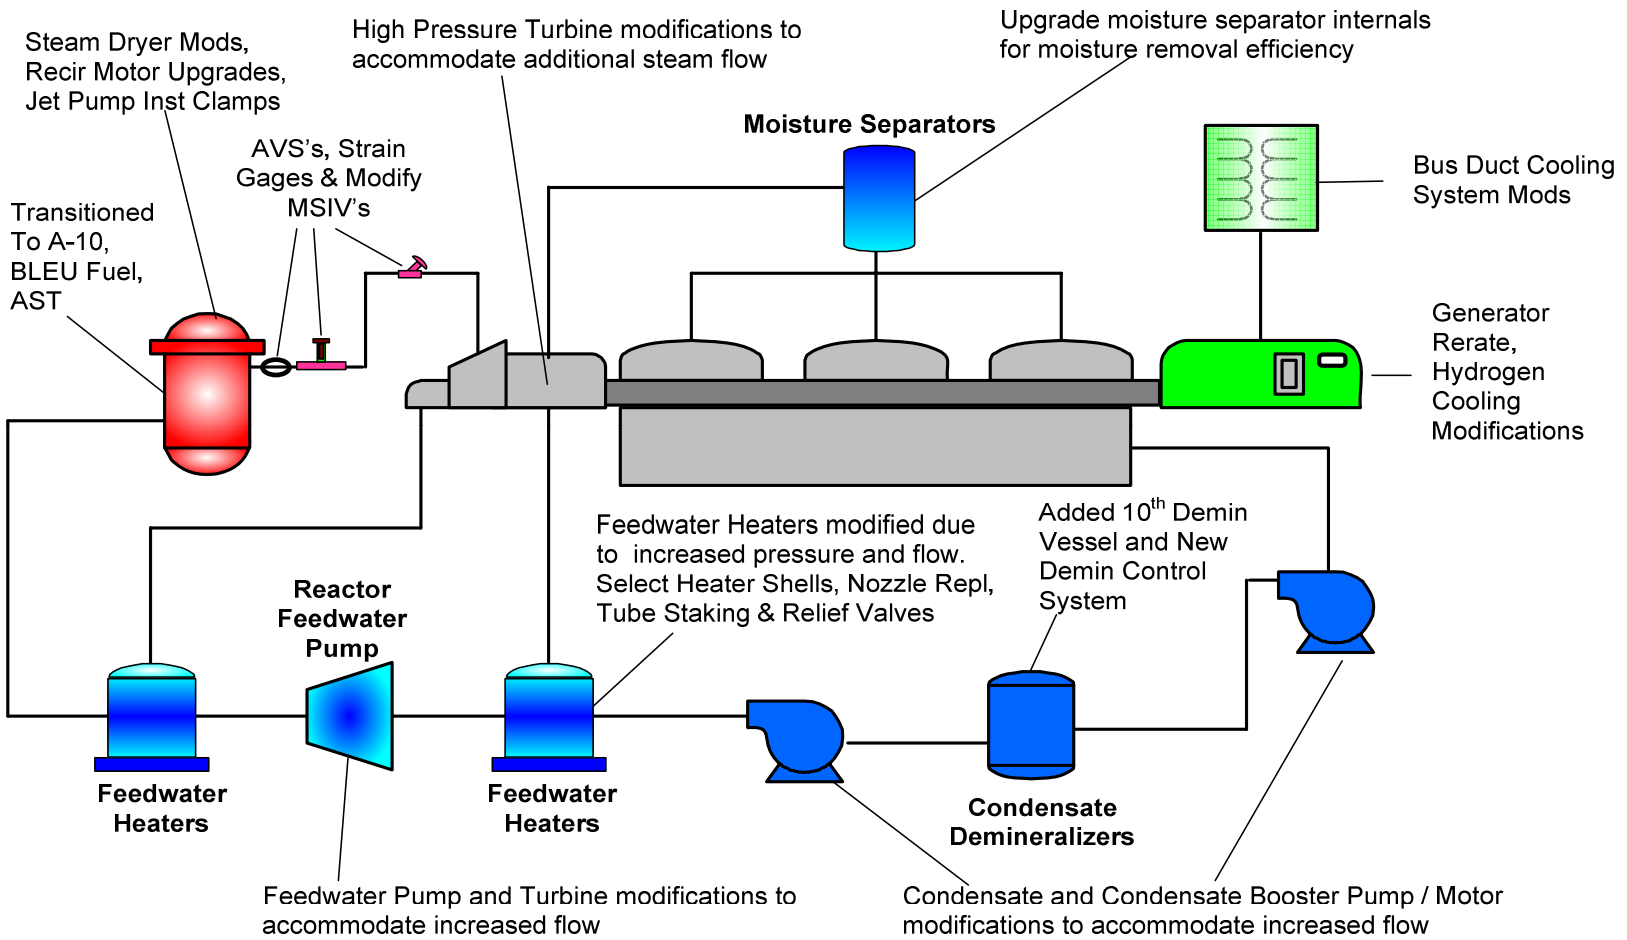 Steam Dryer Mods,
Recir Motor Upgrades,
Jet Pump Inst Clamps
High Pressure Turbine modifications to
accommodate additional steam flow
Upgrade moisture separator internals
for moisture removal efficiency
AVS's, Strain
Gages & Modify
MSIV's
Moisture Separators
Bus Duct Cooling
System Mods
Transitioned
To A-10,
BLEU Fuel,
AST
Generator
Rerate,
Hydrogen
Cooling
Modifications
Feedwater Heaters modified due
to increased pressure and flow.
Select Heater Shells, Nozzle Repl,
Tube Staking & Relief Valves
Added 10th Demin
Vessel and New
Demin Control
System
Reactor
Feedwater
Pump
Feedwater
Heaters
Feedwater
Heaters
Condensate
Demineralizers
Feedwater Pump and Turbine modifications to
accommodate increased flow
Condensate and Condensate Booster Pump / Motor
modifications to accommodate increased flow